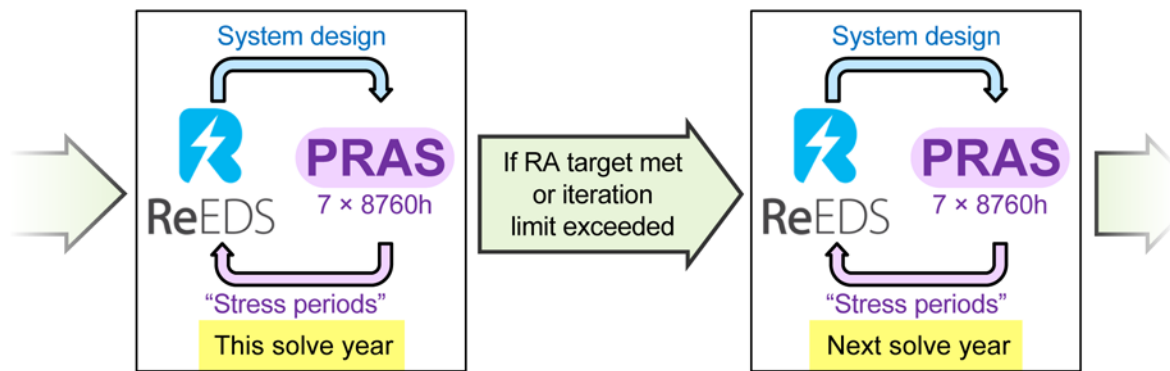 System design
ReEDS
PRAS
7 × 8760h
“Stress periods”
This solve year
If RA target met
or iteration
limit exceeded
System design
ReEDS
PRAS
7 × 8760h
“Stress periods”
Next solve year